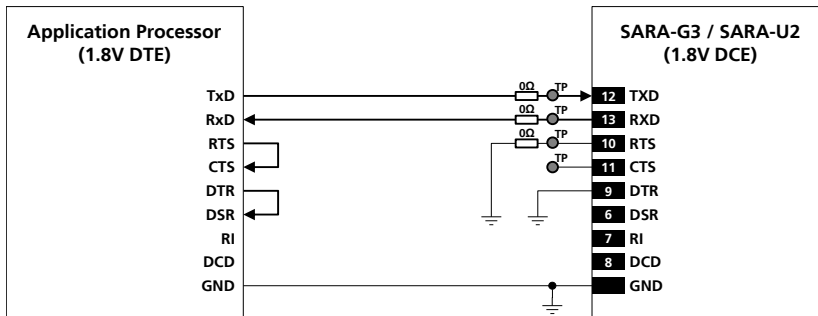 Application Processor
(1.8V DTE)
SARA-G3 / SARA-U2
(1.8V DCE)
TxD
0Ω
TP
12
TXD
RxD
0Ω
TP
13
RXD
RTS
0Ω
TP
10
RTS
CTS
TP
11
CTS
DTR
9
DTR
DSR
6
DSR
RI
7
RI
DCD
8
DCD
GND
GND